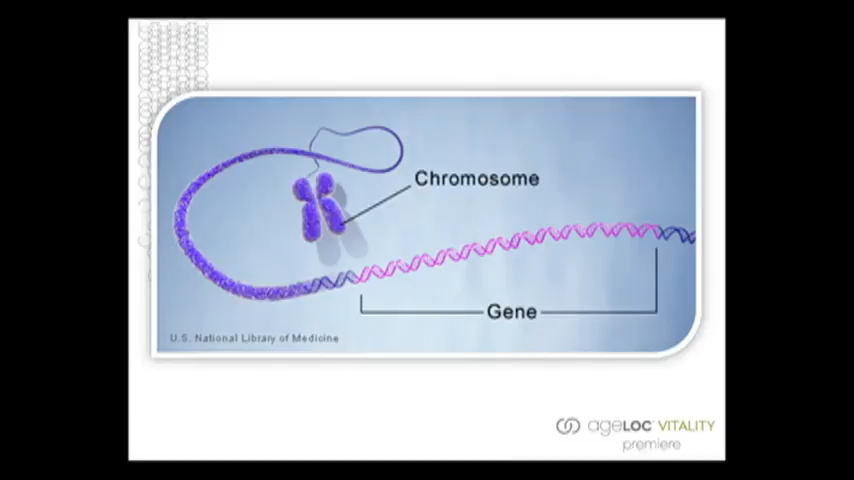 Chromosome
Gene
U.S. National Library of Medicine
ageLOC VITALITY
premiere